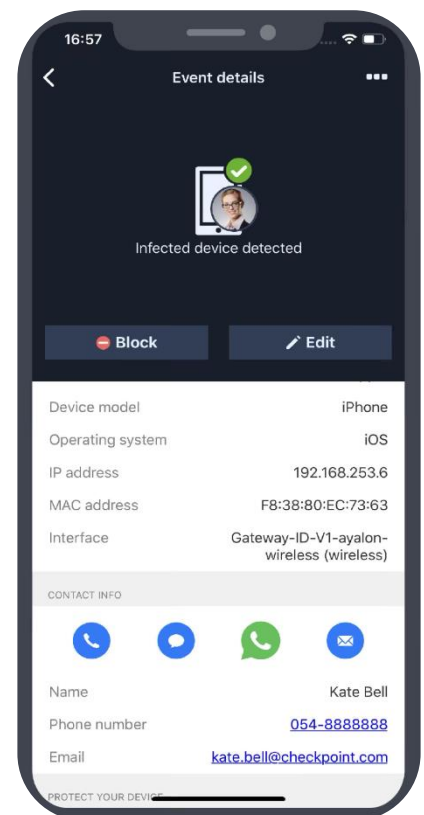 16:57
Event details
Infected device detected
Block
Edit
Device model
iPhone
Operating system
iOS
IP address
192.168.253.6
MAC address
F8:38:80:EC:73:63
Interface
Gateway-ID-V1-ayalon-
wireless (wireless)
CONTACT INFO
Name
Kate Bell
Phone number
054-8888888
Email
kate.bell@checkpoint.com
PROTECT YOUR DEVICE